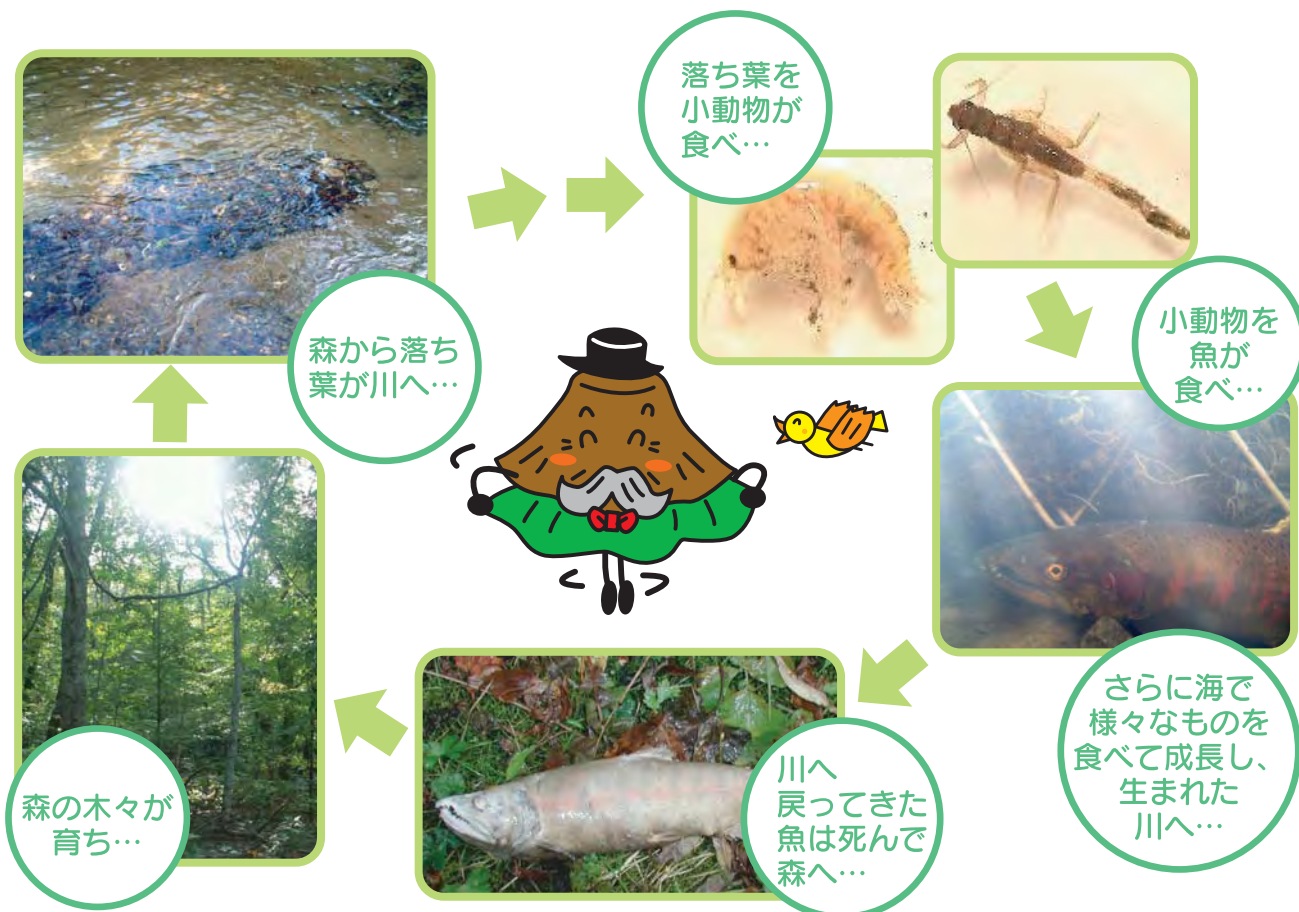 森から落ち
葉が川へ…
落ち葉を
小動物が
食べ…
小動物を
魚が
食べ…
さらに海で
様々なものを
食べて成長し、
生まれた
川へ…
川へ
戻ってきた
魚は死んで
森へ…
森の木々が
育ち…